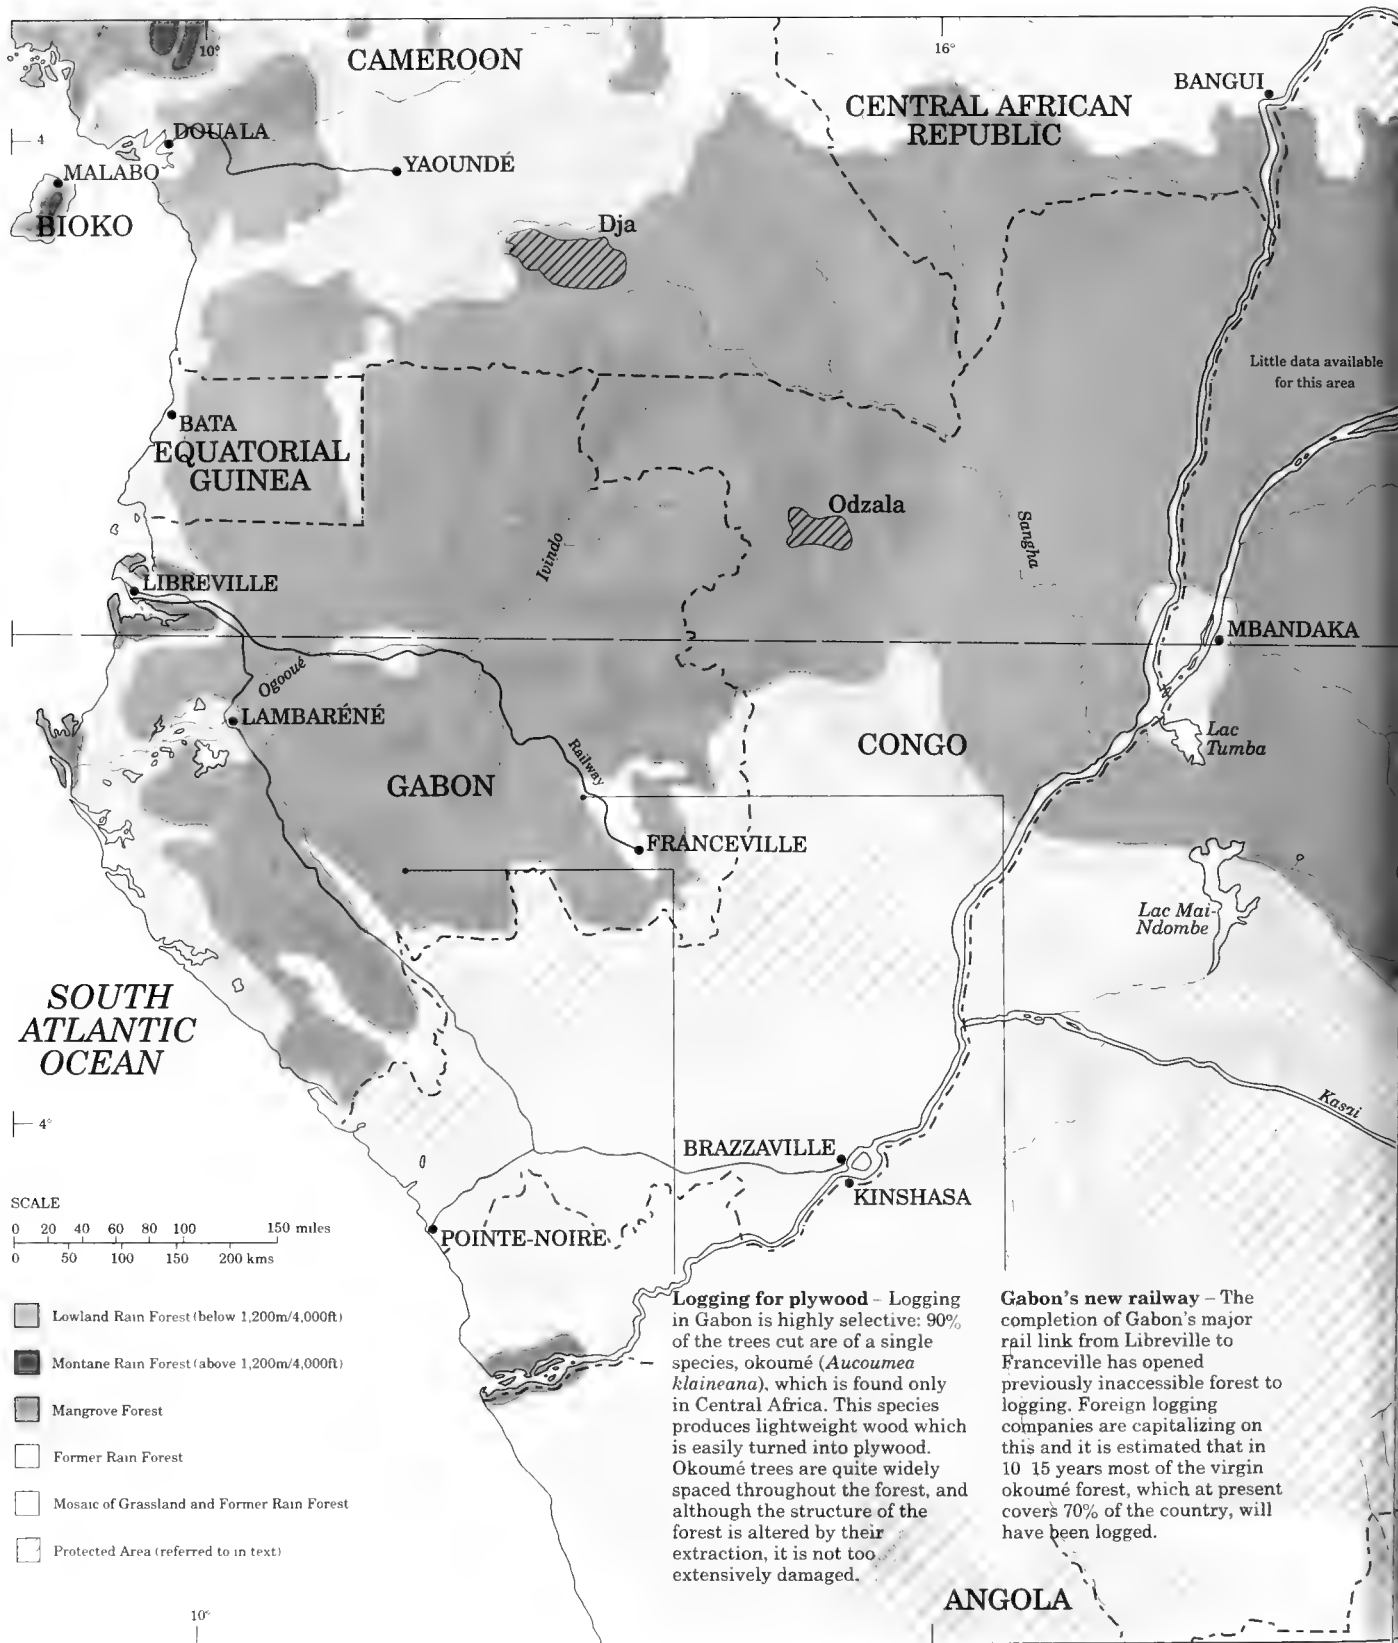 10°
CAMEROON
16°
BANGUI
CENTRAL AFRICAN
REPUBLIC
4
DOUALA
MALABO
YAOUNDÉ
BIOKO
Dja
Little data available
for this area
BATA
EQUATORIAL
GUINEA
Odzala
Ivindo
Sangha
LIBREVILLE
MBANDAKA
Ogooué
LAMBARÉNÉ
Lac
Tumba
CONGO
Railway
GABON
FRANCEVILLE
Lac Mai-
Ndombe
SOUTH
ATLANTIC
OCEAN
Kasai
4°
BRAZZAVILLE
KINSHASA
POINTE-NOIRE
SCALE
0 20 40 60 80 100 150 miles
0 50 100 150 200 kms
Lowland Rain Forest (below 1,200m/4,000ft)
Montane Rain Forest (above 1,200m/4,000ft)
Mangrove Forest
Former Rain Forest
Mosaic of Grassland and Former Rain Forest
Protected Area (referred to in text)
Logging for plywood – Logging
in Gabon is highly selective: 90%
of the trees cut are of a single
species, okoumé (Aucoumea
klaineana), which is found only
in Central Africa. This species
produces lightweight wood which
is easily turned into plywood.
Okoumé trees are quite widely
spaced throughout the forest, and
although the structure of the
forest is altered by their
extraction, it is not too
extensively damaged.
Gabon's new railway – The
completion of Gabon's major
rail link from Libreville to
Franceville has opened
previously inaccessible forest to
logging. Foreign logging
companies are capitalizing on
this and it is estimated that in
10 15 years most of the virgin
okoumé forest, which at present
covers 70% of the country, will
have been logged.
ANGOLA
10°